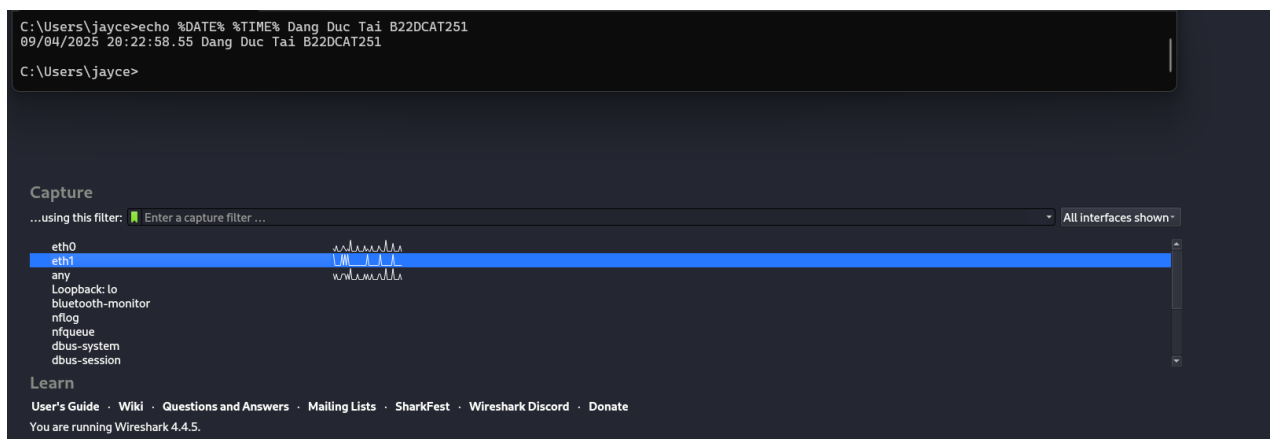 C:\Users\jayce>echo %DATE% %TIME% Dang Duc Tai B22DCAT251
09/04/2025 20:22:58.55 Dang Duc Tai B22DCAT251
C:\Users\jayce>
Capture
...using this filter: Enter a capture filter ... All interfaces shown
eth0
eth1
any
Loopback: lo
bluetooth-monitor
nflog
nfqueue
dbus-system
dbus-session
Learn
User's Guide · Wiki · Questions and Answers · Mailing Lists · SharkFest · Wireshark Discord · Donate
You are running Wireshark 4.4.5.